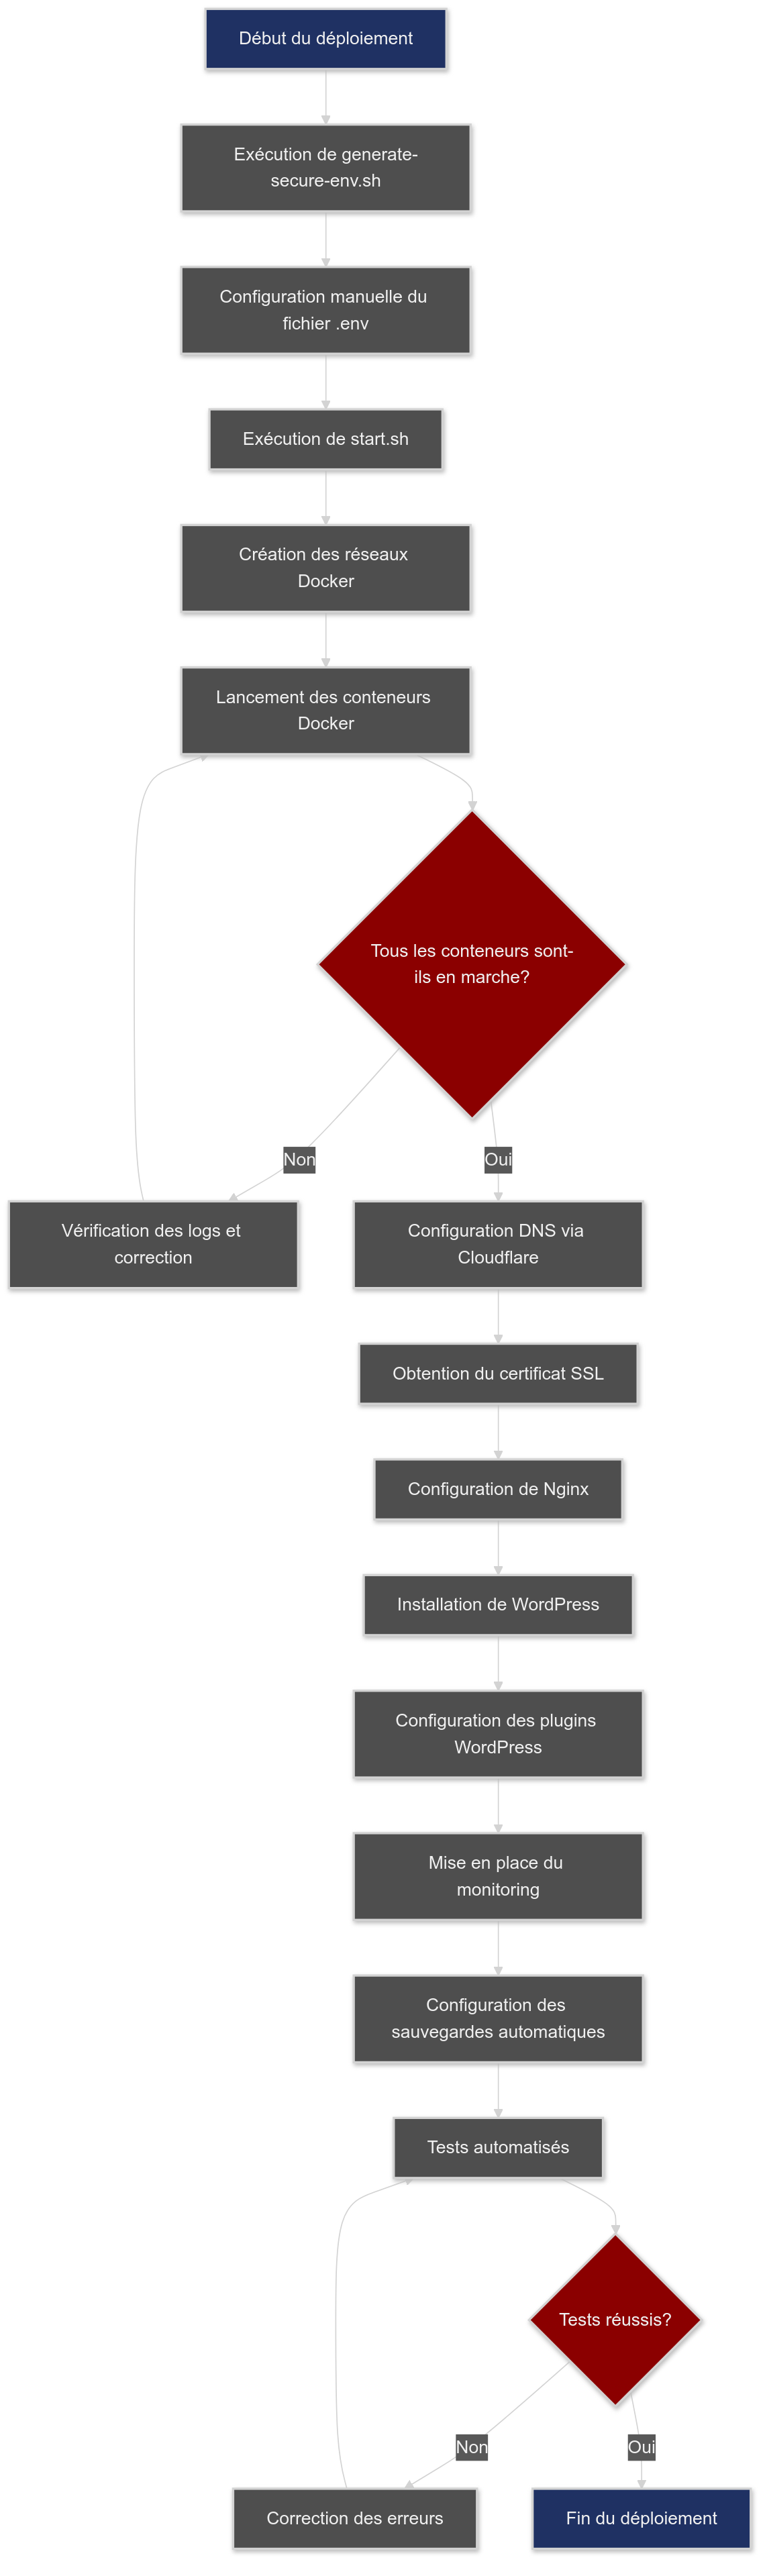 Début du déploiement
Exécution de generate-
secure-env.sh
Configuration manuelle du
fichier .env
Exécution de start.sh
Création des réseaux
Docker
Lancement des conteneurs
Docker
Tous les conteneurs sont-
ils en marche?
Non
Oui
Vérification des logs et
correction
Configuration DNS via
Cloudflare
Obtention du certificat SSL
Configuration de Nginx
Installation de WordPress
Configuration des plugins
WordPress
Mise en place du
monitoring
Configuration des
sauvegardes automatiques
Tests automatisés
Tests réussis?
Non
Oui
Correction des erreurs
Fin du déploiement